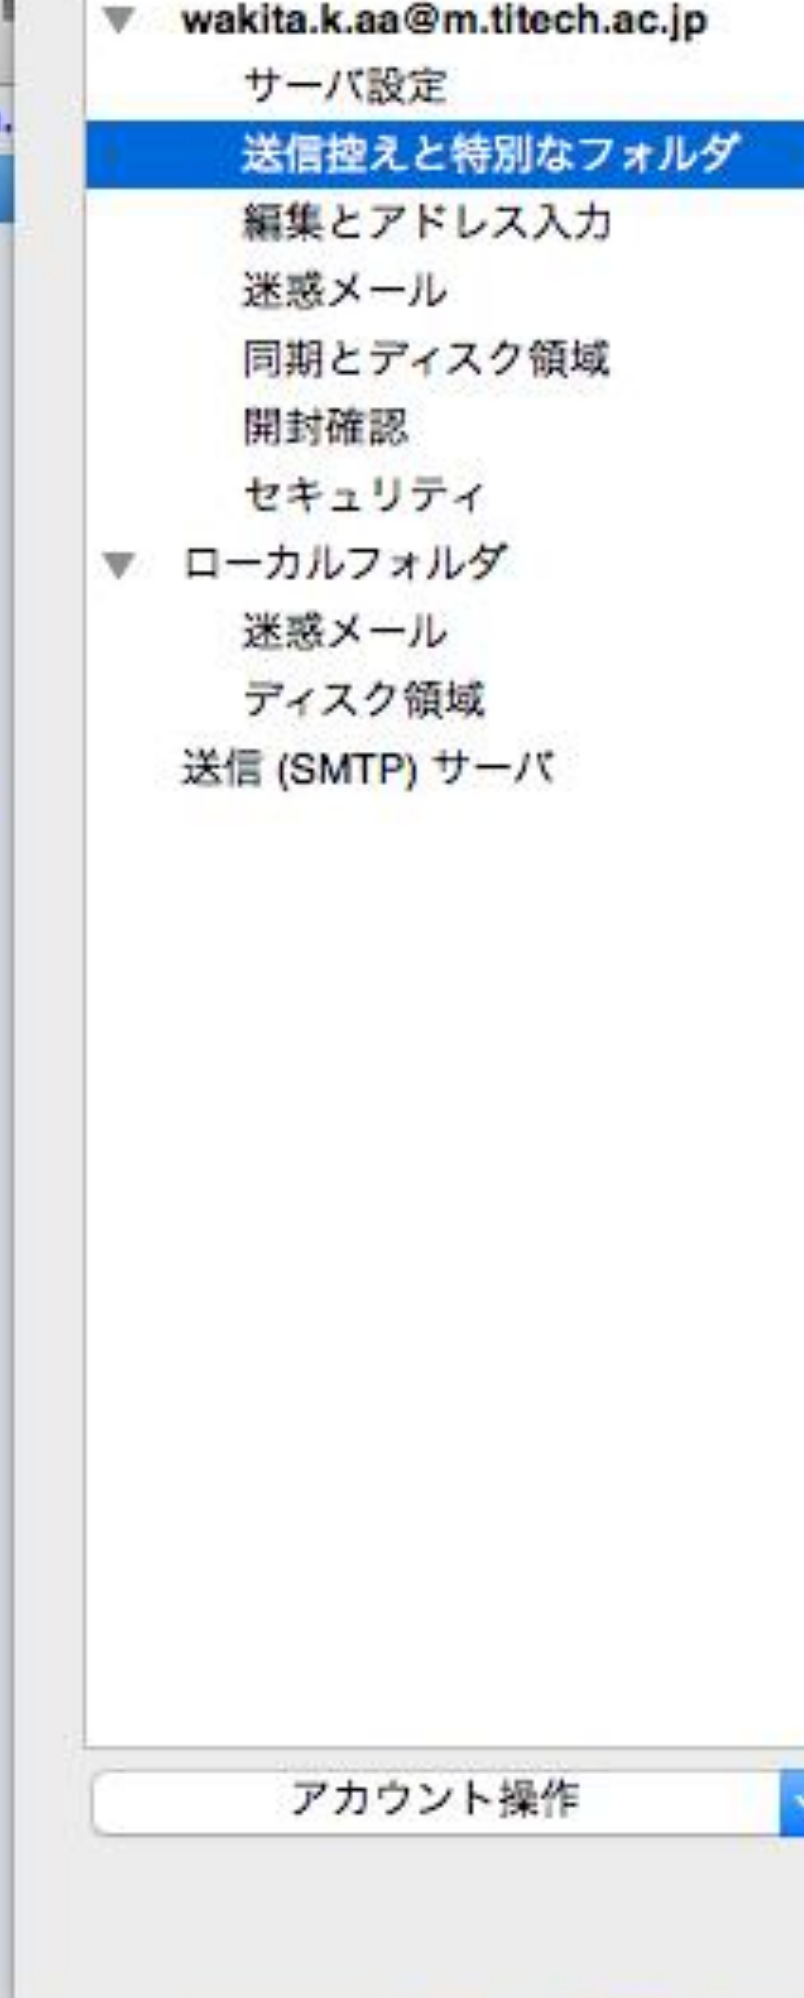 wakita.k.aa@m.titech.ac.jp
サーバ設定
送信控えと特別なフォルダ
編集とアドレス入力
迷惑メール
同期とディスク領域
開封確認
セキュリティ
ローカルフォルダ
迷惑メール
ディスク領域
送信 (SMTP) サーバ
アカウント操作